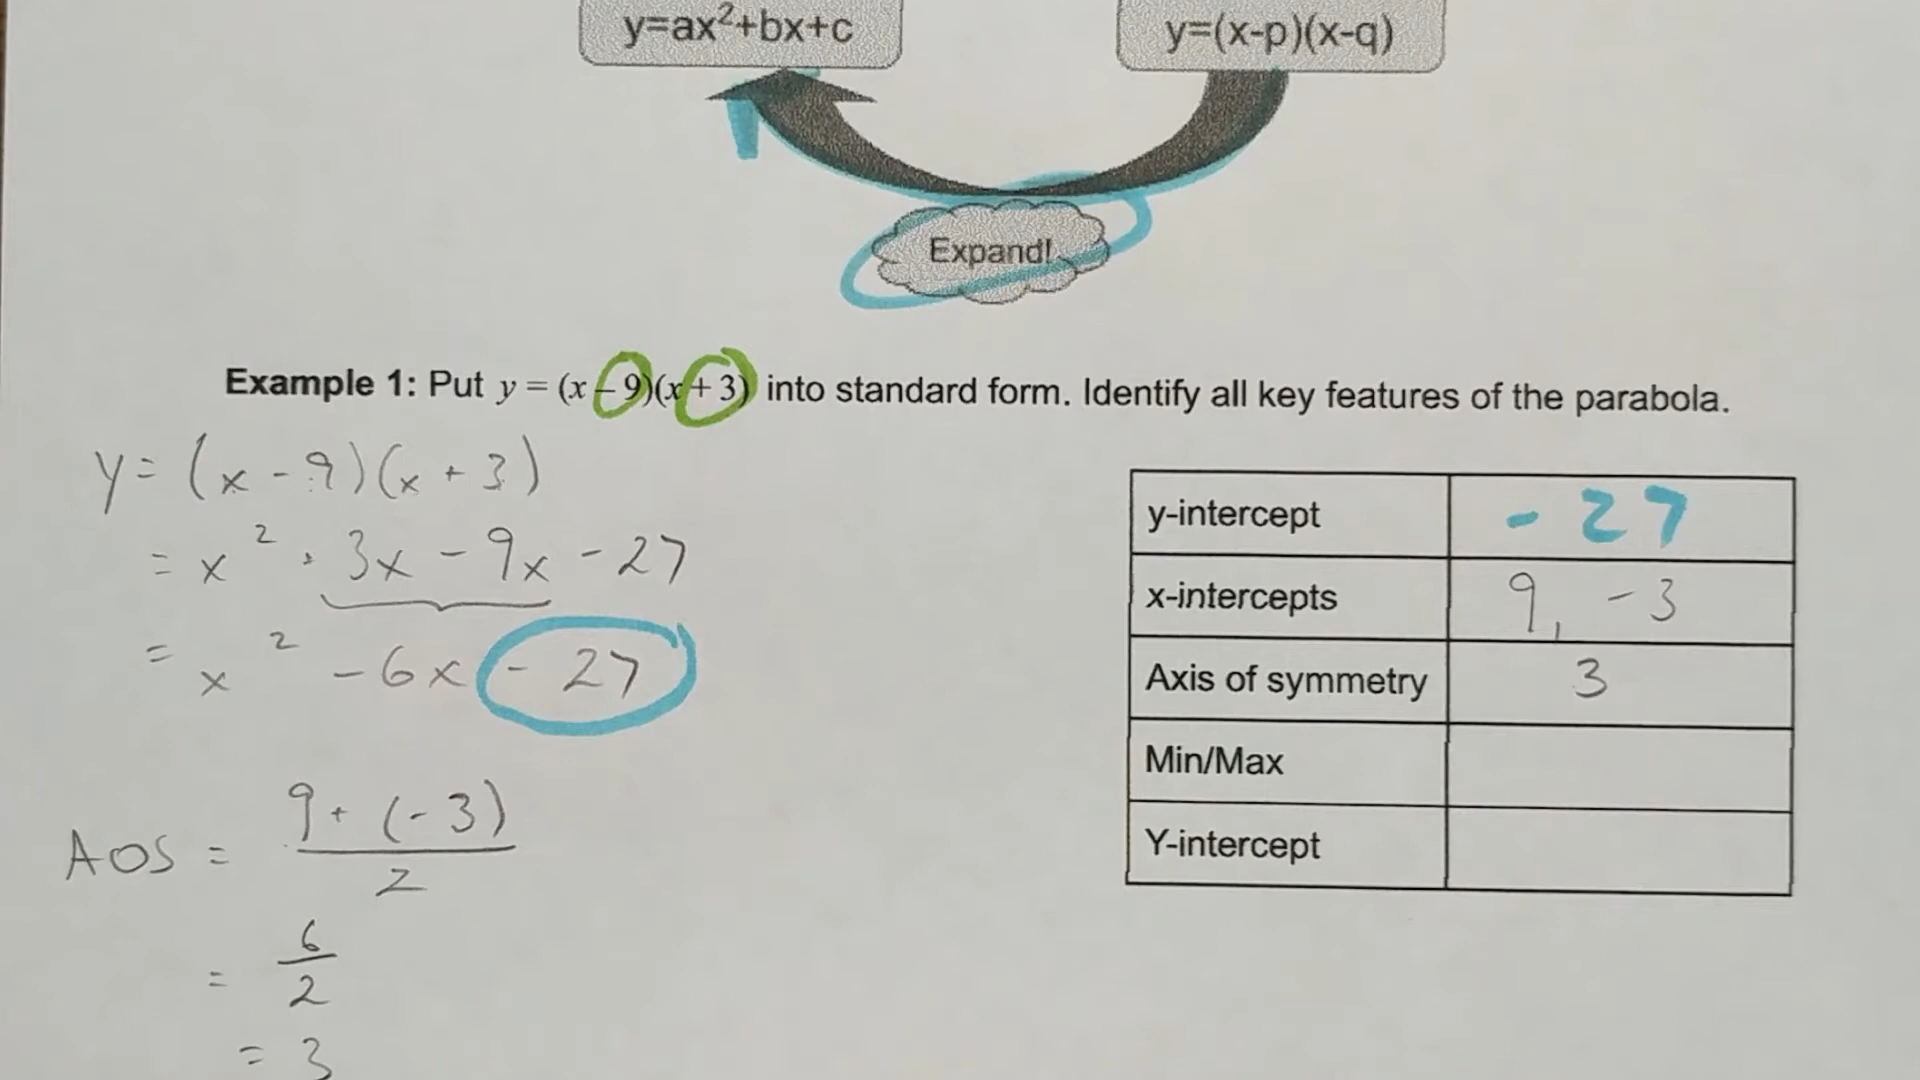 y=ax²+bx+c
y=(x-p)(x-q)
Expand!
Example 1: Put y = (x – 9)(x + 3) into standard form. Identify all key features of the parabola.
y = (x - 9)(x + 3)
= x² + 3x - 9x - 27
= x² - 6x - 27
AOS = 9 + (-3) / 2
= 6 / 2
= 3
y-intercept - 27
x-intercepts 9, -3
Axis of symmetry 3
Min/Max
Y-intercept